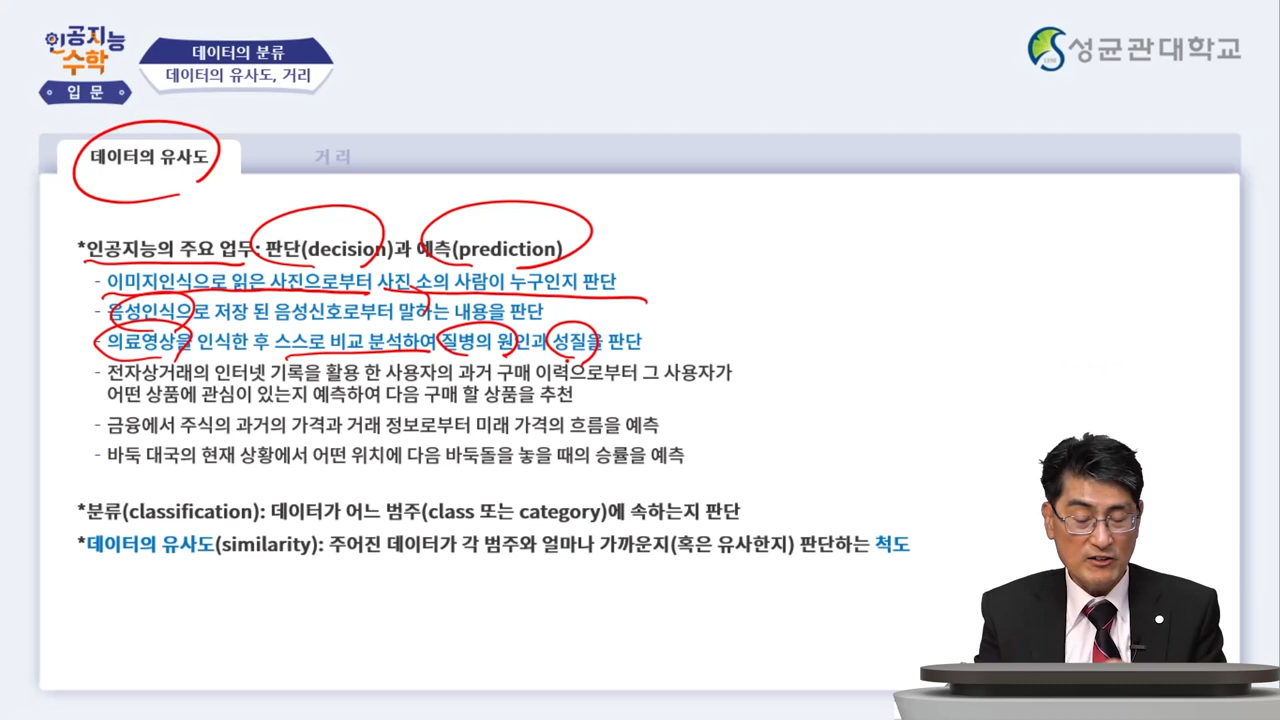 인공지능
수학
입문
데이터의 분류
데이터의 유사도, 거리
성균관대학교
데이터의 유사도
거 리
*인공지능의 주요 업무: 판단(decision)과 예측(prediction)
- 이미지인식으로 읽은 사진으로부터 사진 소의 사람이 누구인지 판단
- 음성인식으로 저장 된 음성신호로부터 말하는 내용을 판단
- 의료영상을 인식한 후 스스로 비교 분석하여 질병의 원인과 성질을 판단
- 전자상거래의 인터넷 기록을 활용 한 사용자의 과거 구매 이력으로부터 그 사용자가
어떤 상품에 관심이 있는지 예측하여 다음 구매 할 상품을 추천
- 금융에서 주식의 과거의 가격과 거래 정보로부터 미래 가격의 흐름을 예측
- 바둑 대국의 현재 상황에서 어떤 위치에 다음 바둑돌을 놓을 때의 승률을 예측
*분류(classification): 데이터가 어느 범주(class 또는 category)에 속하는지 판단
*데이터의 유사도(similarity): 주어진 데이터가 각 범주와 얼마나 가까운지(혹은 유사한지) 판단하는 척도